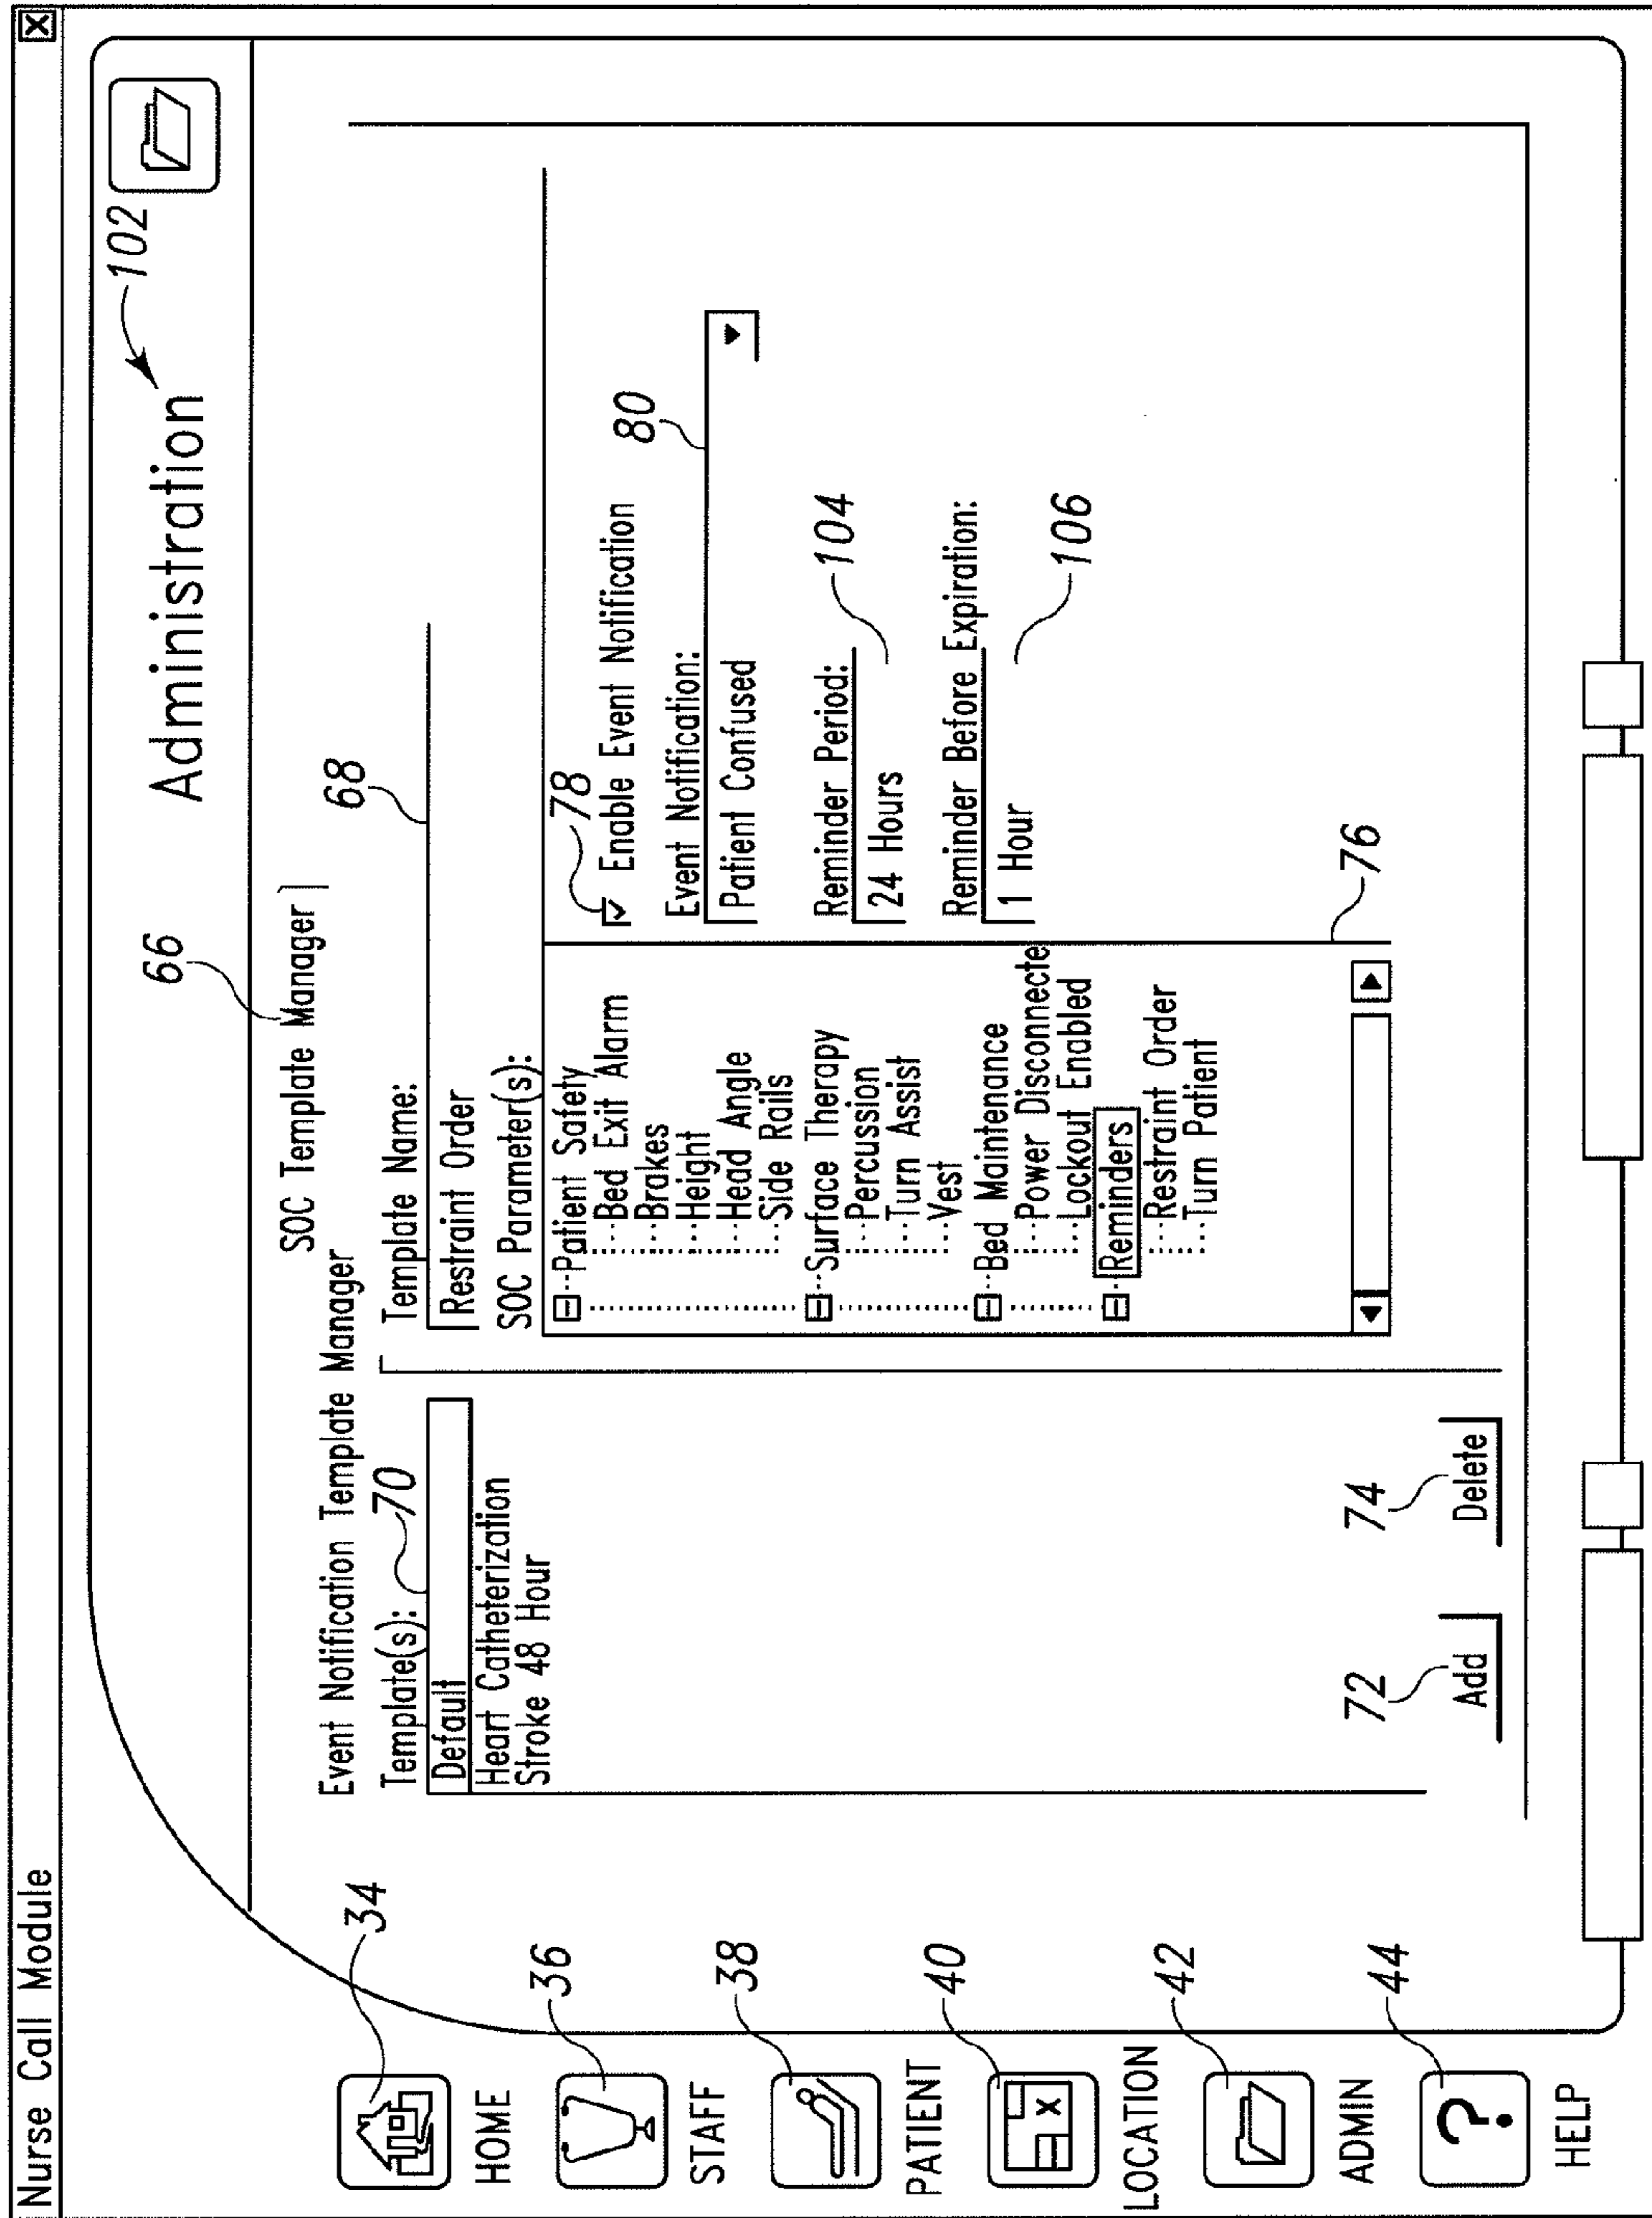 Nurse Call Module
Administration
102
34
HOME
36
STAFF
38
PATIENT
40
LOCATION
42
ADMIN
44
HELP
66
Event Notification Template Manager
SOC Template Manager
Template(s):
70
Default
Heart Catheterization
Stroke 48 Hour
72
Add
74
Delete
Template Name:
68
Restraint Order
SOC Parameter(s):
Patient Safety
Bed Exit Alarm
Brakes
Height
Head Angle
Side Rails
Surface Therapy
Percussion
Turn Assist
Vest
Bed Maintenance
Power Disconnecte
Lockout Enabled
Reminders
Restraint Order
Turn Patient
76
78
Enable Event Notification
Event Notification:
80
Patient Confused
Reminder Period:
24 Hours
104
Reminder Before Expiration:
1 Hour
106